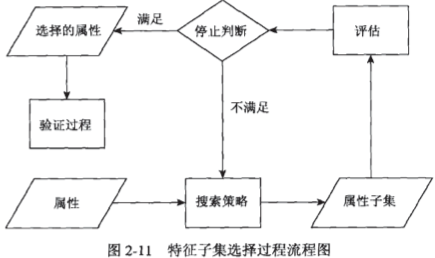 选择的属性
满足
停止判断
评估
验证过程
不满足
属性
搜索策略
属性子集
图 2-11 特征子集选择过程流程图